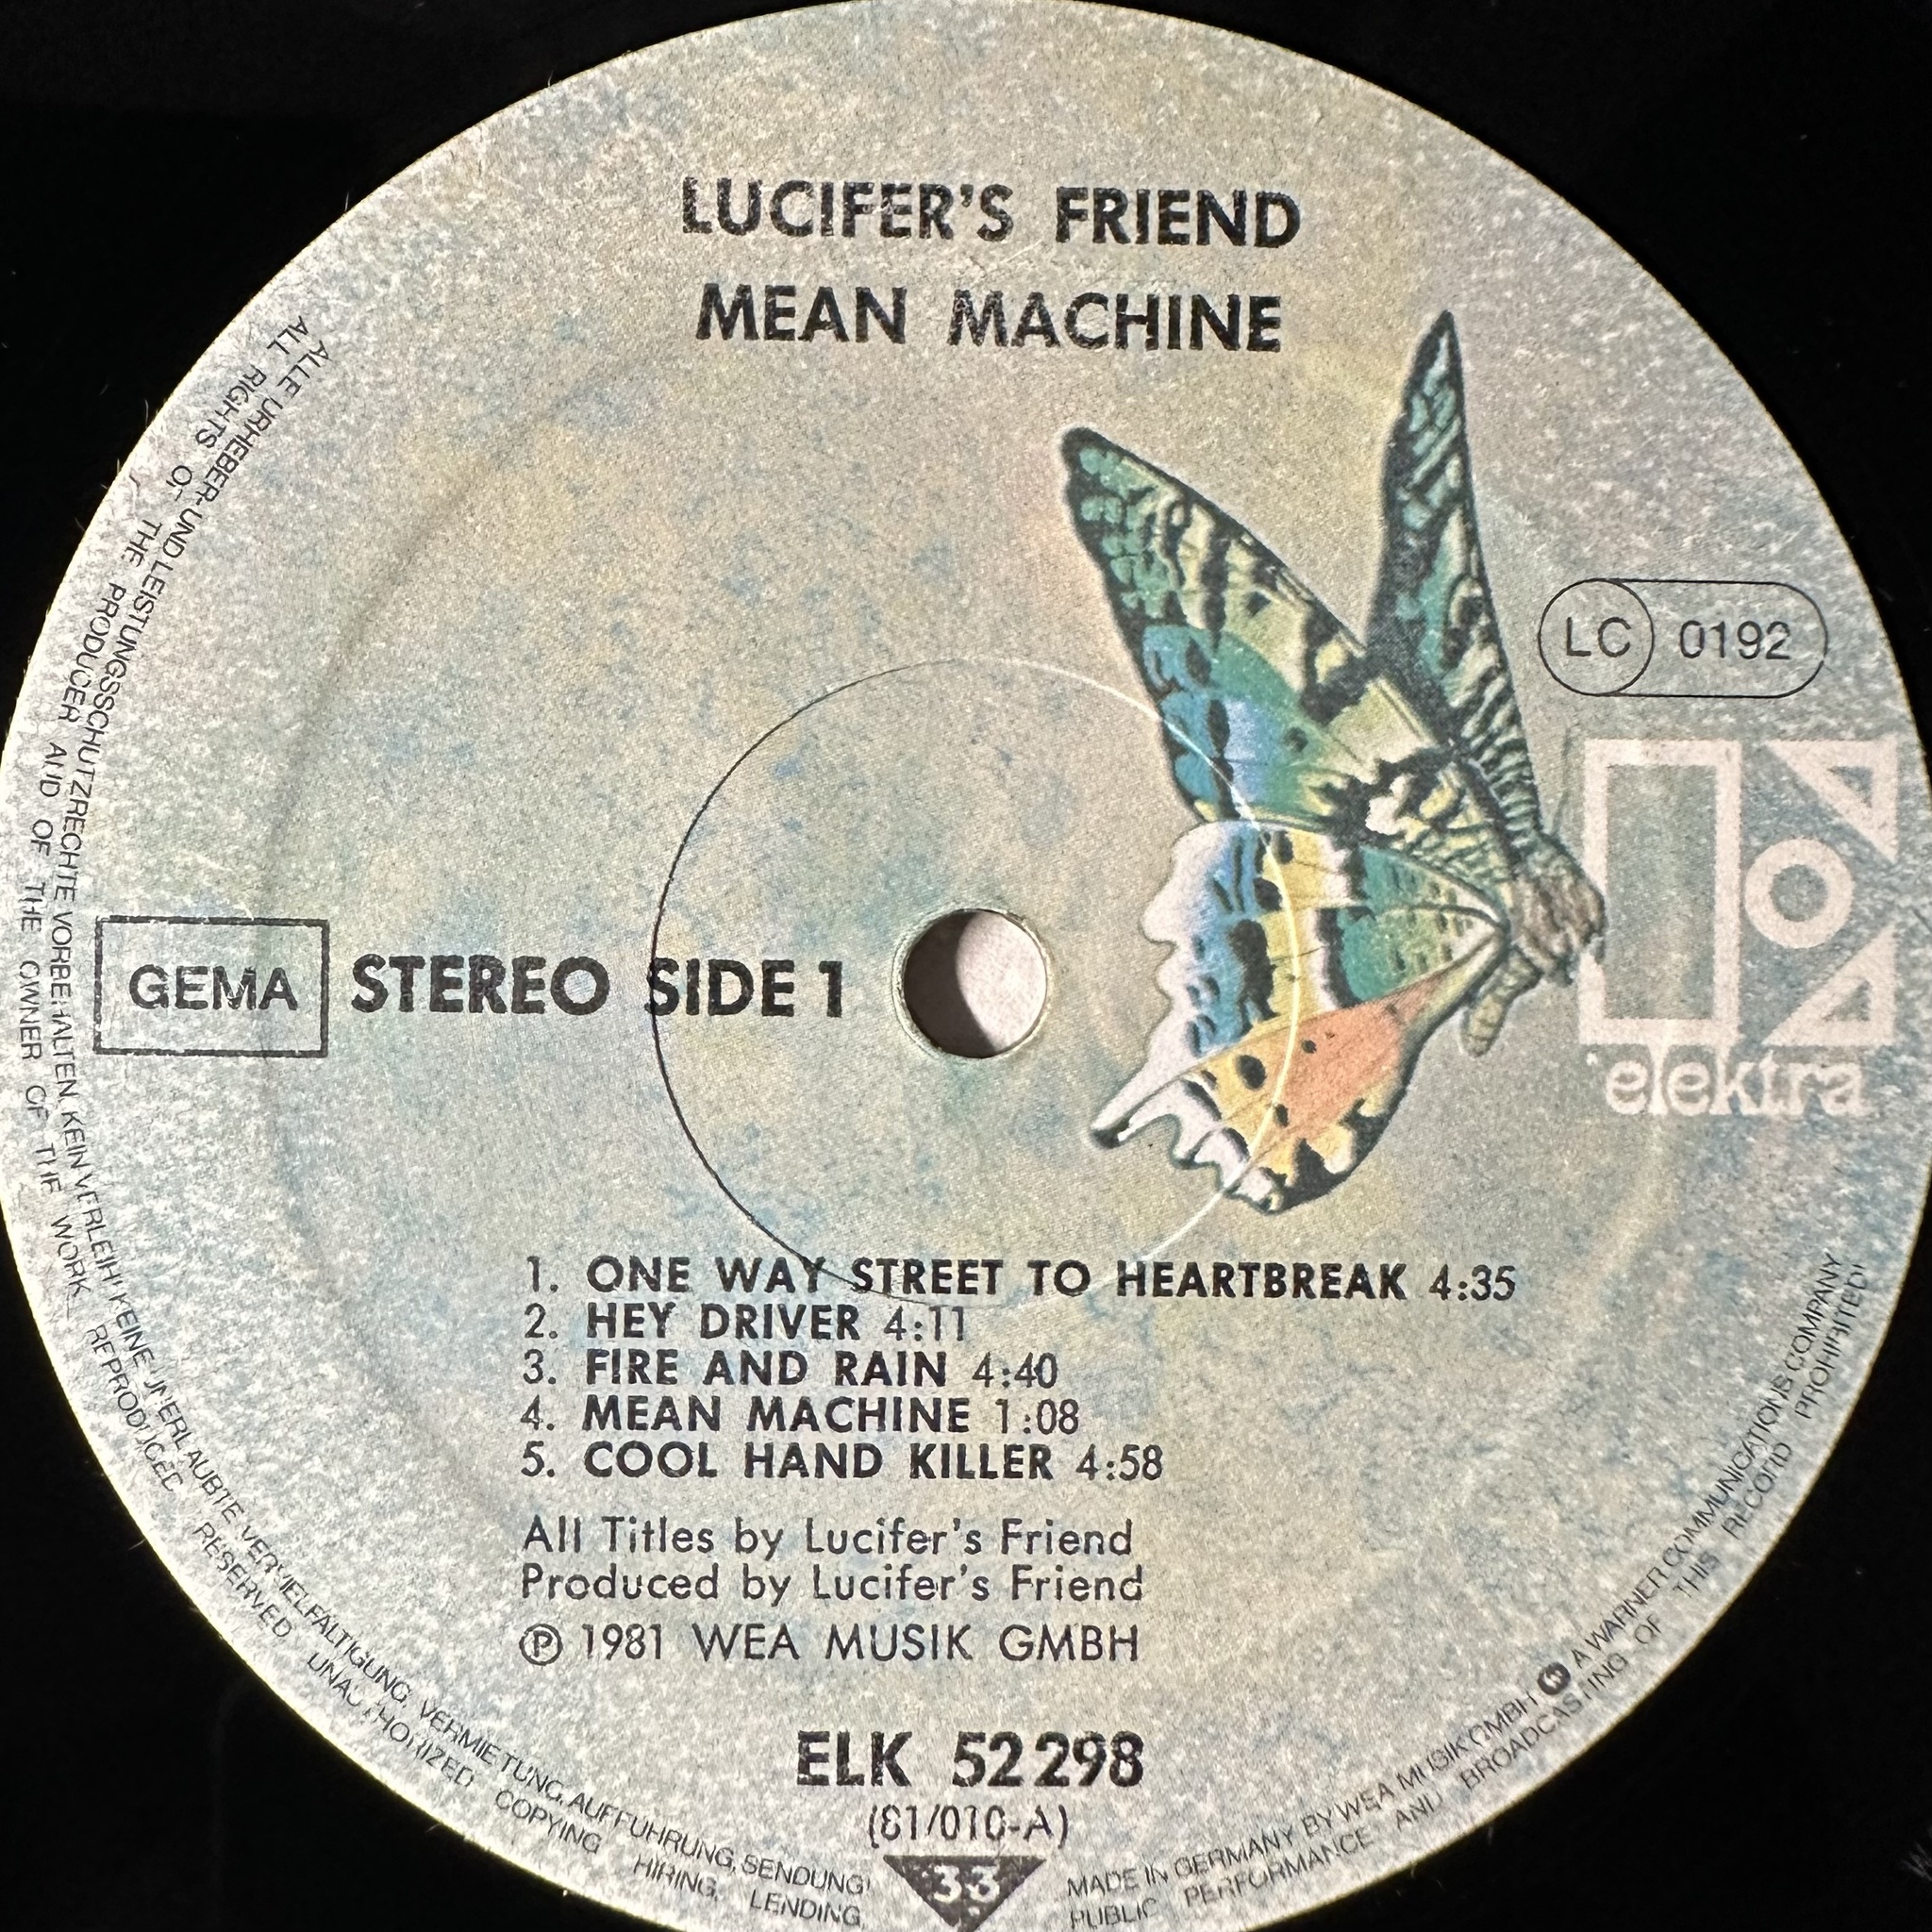 LUCIFER'S FRIEND
MEAN MACHINE
LC 0192
elektra
GEMA STEREO SIDE 1
1. ONE WAY STREET TO HEARTBREAK 4:35
2. HEY DRIVER 4:11
3. FIRE AND RAIN 4:40
4. MEAN MACHINE 1:08
5. COOL HAND KILLER 4:58
All Titles by Lucifer's Friend
Produced by Lucifer's Friend
℗ 1981 WEA MUSIK GMBH
ELK 52 298
(81/010-A)
33
ALLE URHEBER- UND LEISTUNGSSCHUTZRECHTE VORBEHALTEN. KEIN VERLEIH! KEINE UNERLAUBTE VERVIELFÄLTIGUNG, VERMIETUNG, AUFFÜHRUNG, SENDUNG!
ALL RIGHTS OF THE PRODUCER AND OF THE OWNER OF THE WORK REPRODUCED RESERVED UNAUTHORIZED COPYING HIRING, LENDING,
MADE IN GERMANY BY WEA MUSIK GMBH A WARNER COMMUNICATIONS COMPANY
PUBLIC PERFORMANCE AND BROADCASTING OF THIS RECORD PROHIBITED!